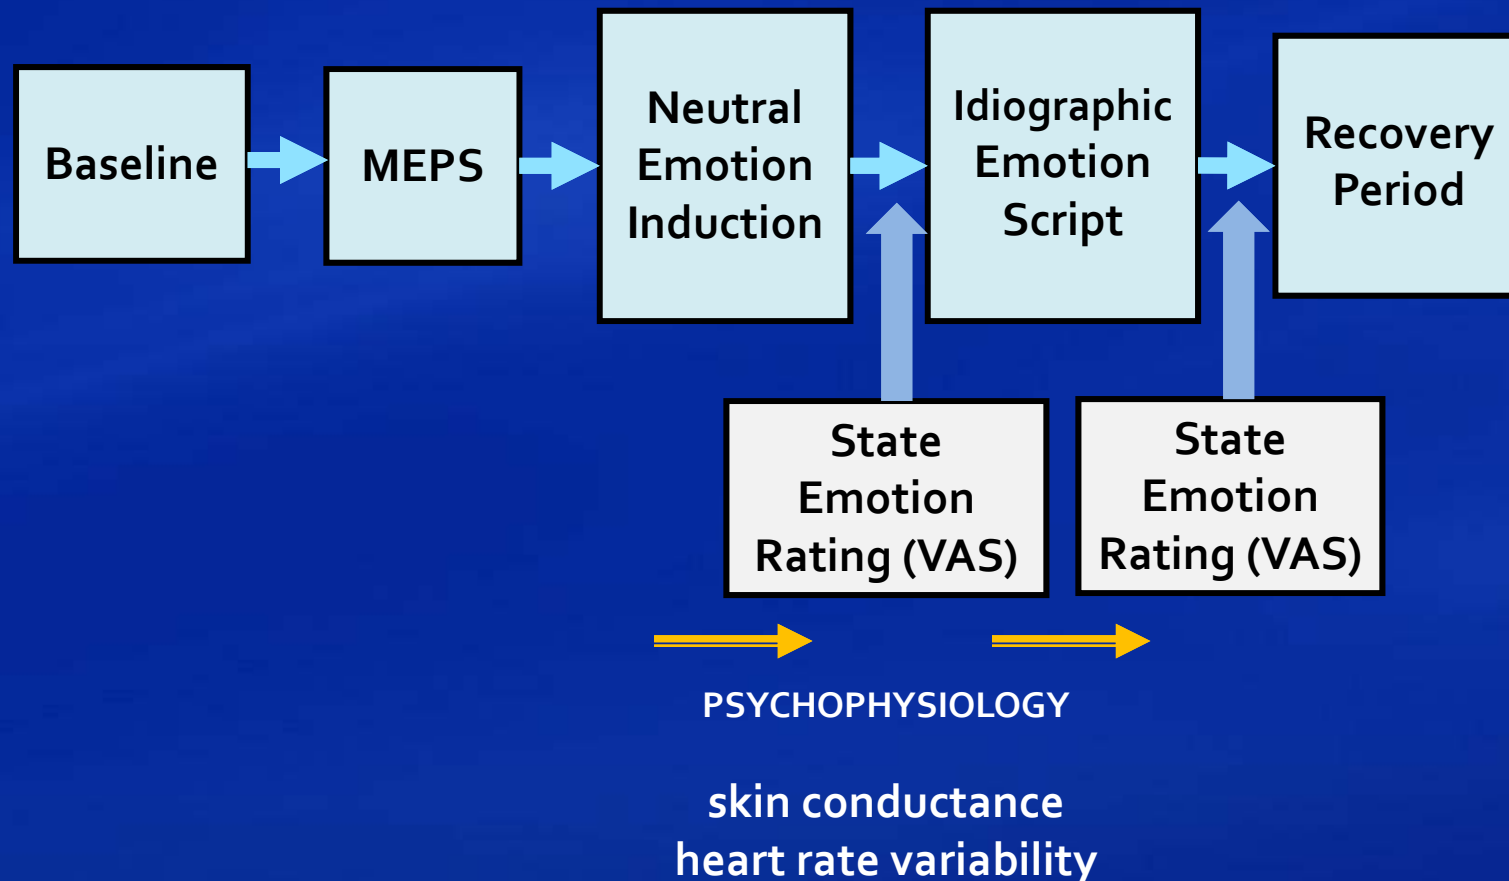 Baseline
MEPS
Neutral
Emotion
Induction
Idiographic
Emotion
Script
Recovery
Period
State
Emotion
Rating (VAS)
State
Emotion
Rating (VAS)
PSYCHOPHYSIOLOGY
skin conductance
heart rate variability